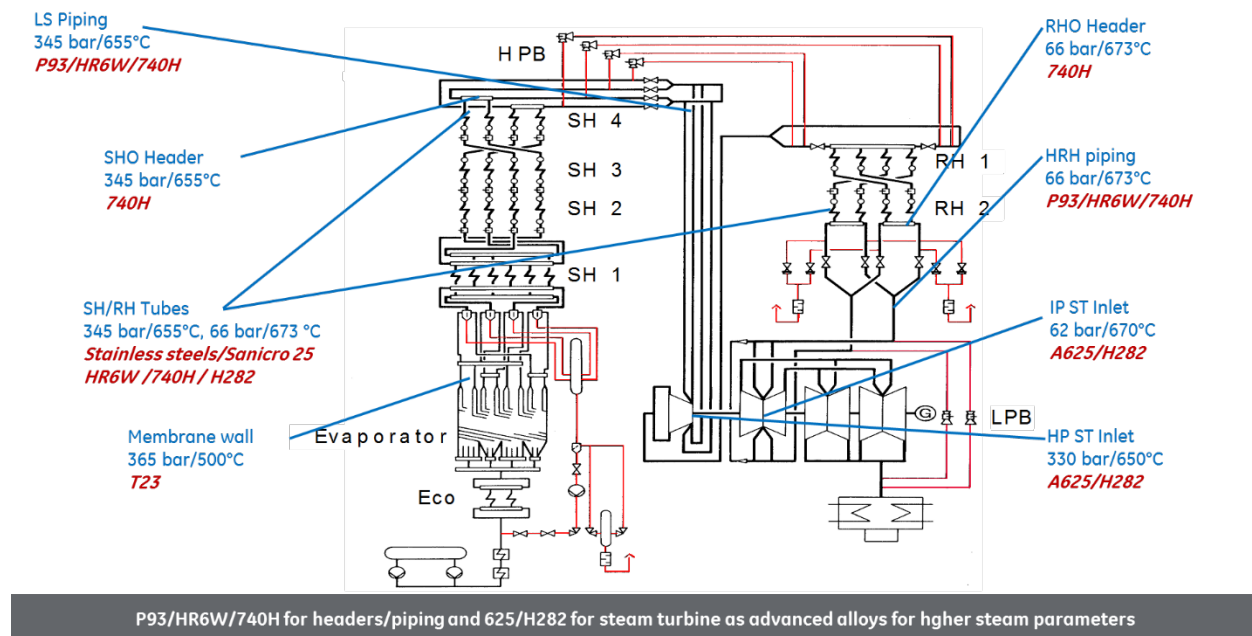 LS Piping
345 bar/655°C
P93/HR6W/740H
RHO Header
66 bar/673°C
740H
H PB
SH 4
SHO Header
345 bar/655°C
740H
SH 3
SH 2
RH 1
RH 2
HRH piping
66 bar/673°C
P93/HR6W/740H
SH 1
SH/RH Tubes
345 bar/655°C, 66 bar/673 °C
Stainless steels/Sanicro 25
HR6W /740H / H282
IP ST Inlet
62 bar/670°C
A625/H282
Membrane wall
365 bar/500°C
T23
Evaporator
G
LPB
HP ST Inlet
330 bar/650°C
A625/H282
Eco
P93/HR6W/740H for headers/piping and 625/H282 for steam turbine as advanced alloys for hgher steam parameters